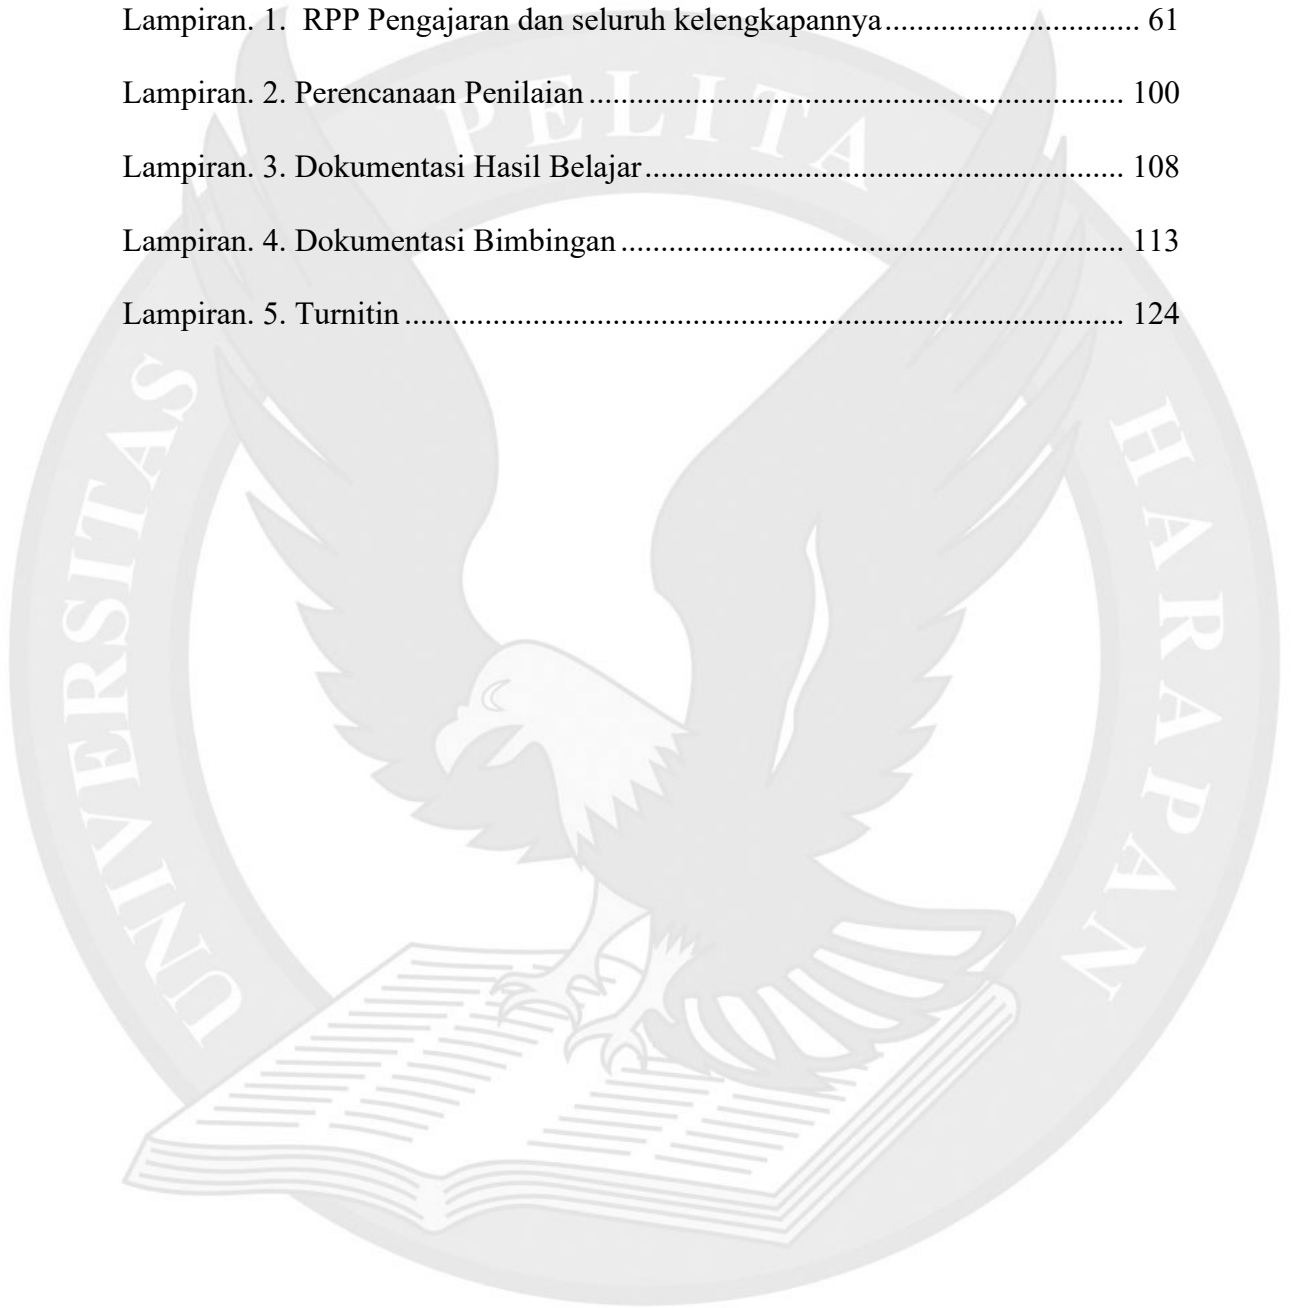 Lampiran. 1.  RPP Pengajaran dan seluruh kelengkapannya................................ 61
Lampiran. 2. Perencanaan Penilaian .................................................................. 100
Lampiran. 3. Dokumentasi Hasil Belajar........................................................... 108
Lampiran. 4. Dokumentasi Bimbingan .............................................................. 113
Lampiran. 5. Turnitin ......................................................................................... 124
UNIVERSITAS PELITA HARAPAN